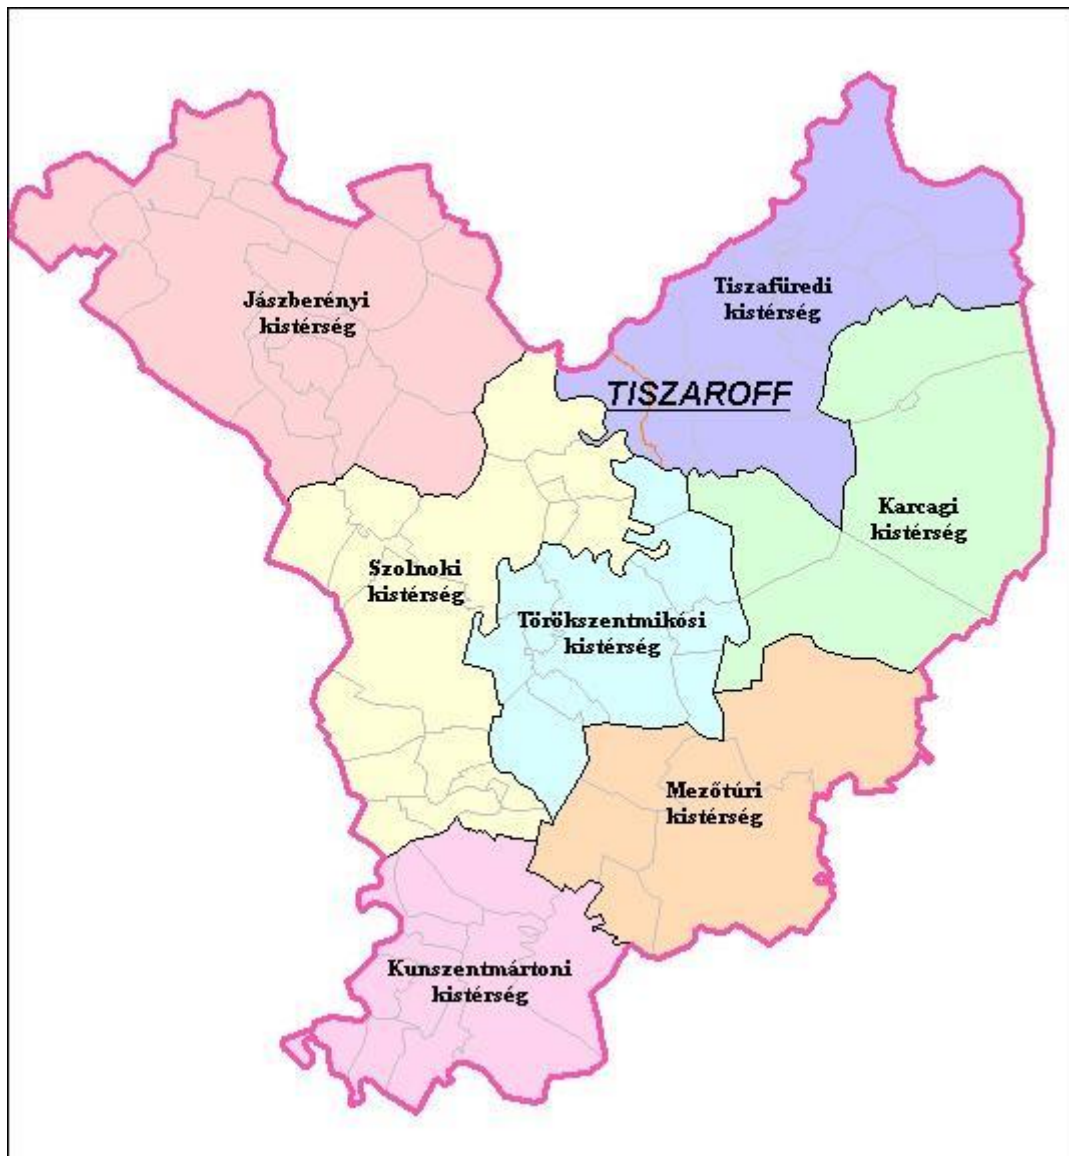 Jászberényi
kistérség
Tiszafüredi
kistérség
TISZAROFF
Karcagi
kistérség
Szolnoki
kistérség
Törökszentmikósi
kistérség
Mezőtúri
kistérség
Kunszentmártoni
kistérség